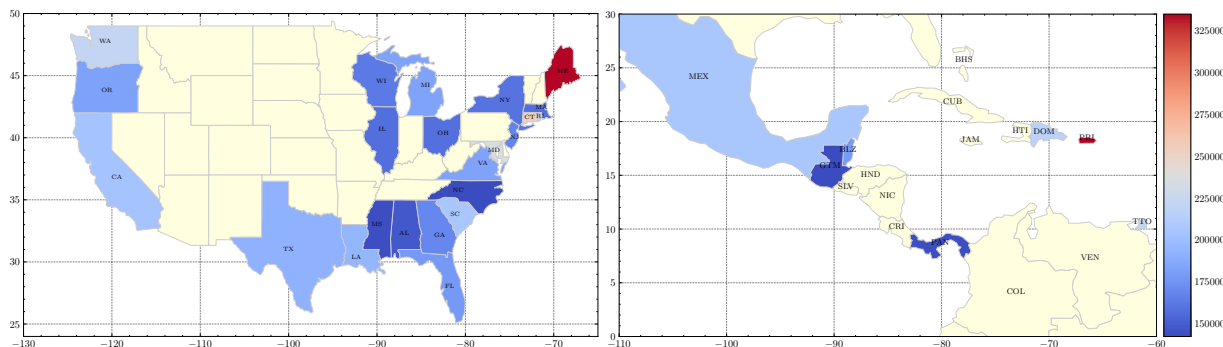 50
45
40
35
30
25
−130 −120 −110 −100 −90 −80 −70
WA
OR
CA
TX
LA
MS
AL
GA
FL
SC
NC
VA
MD
NJ
OH
IL
WI
MI
NY
MA
CT
RI
ME
30
25
20
15
10
5
0
−110 −100 −90 −80 −70 −60
MEX
BHS
CUB
JAM
HTI
DOM
PRI
BLZ
GTM
SLV
HND
NIC
CRI
PAN
TTO
VEN
COL
325000
300000
275000
250000
225000
200000
175000
150000